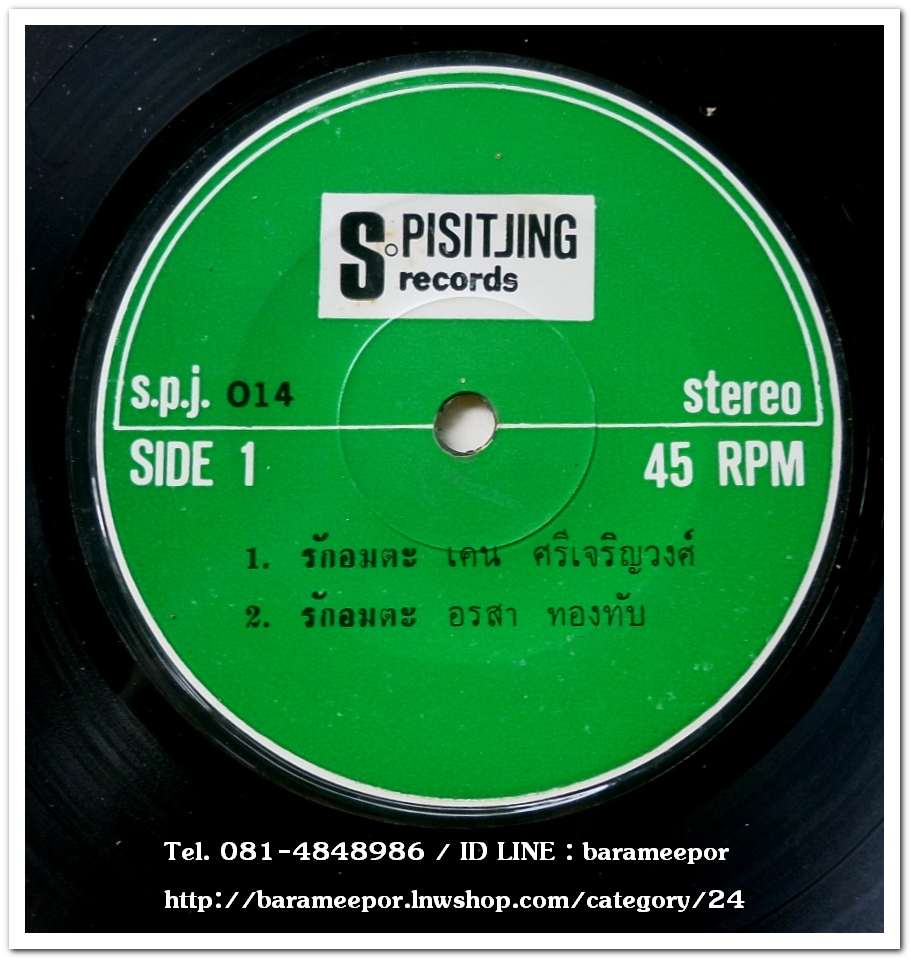 S. PISITJING
records
s.p.j. 014
stereo
SIDE 1
45 RPM
1. รักอมตะ เคน ศรีเจริญวงศ์
2. รักอมตะ อรสา ทองทับ
Tel. 081-4848986 / ID LINE : barameepor
http://barameepor.lnwshop.com/category/24